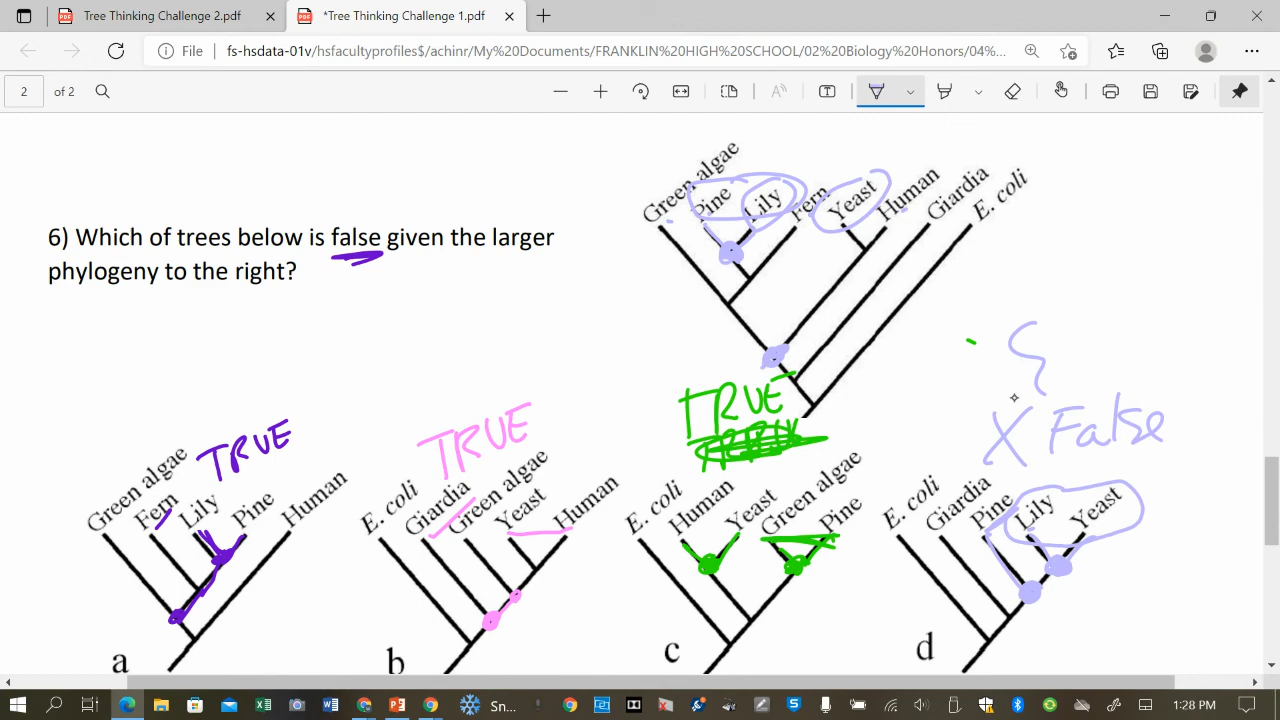 Tree Thinking Challenge 2.pdf
*Tree Thinking Challenge 1.pdf
File
fs-hsdata-01v/hsfacultyprofiles$/achinr/My%20Documents/FRANKLIN%20HIGH%20SCHOOL/02%20Biology%20Honors/04%...
2
of 2
Green algae
Pine
Lily
Fern
Yeast
Human
Giardia
E. coli
6) Which of trees below is false given the larger
phylogeny to the right?
TRUE
Green algae
Fern
Lily
Pine
Human
a
TRUE
E. coli
Giardia
Green algae
Yeast
Human
b
TRUE
E. coli
Human
Yeast
Green algae
Pine
c
X False
E. coli
Giardia
Pine
Lily
Yeast
d
Sn...
1:28 PM